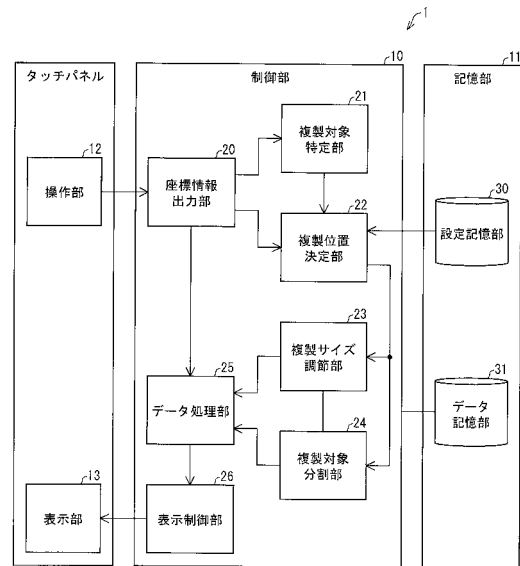 1
タッチパネル
12
操作部
13
表示部
10
制御部
20
座標情報
出力部
21
複製対象
特定部
22
複製位置
決定部
23
複製サイズ
調節部
24
複製対象
分割部
25
データ処理部
26
表示制御部
11
記憶部
30
設定記憶部
31
データ
記憶部